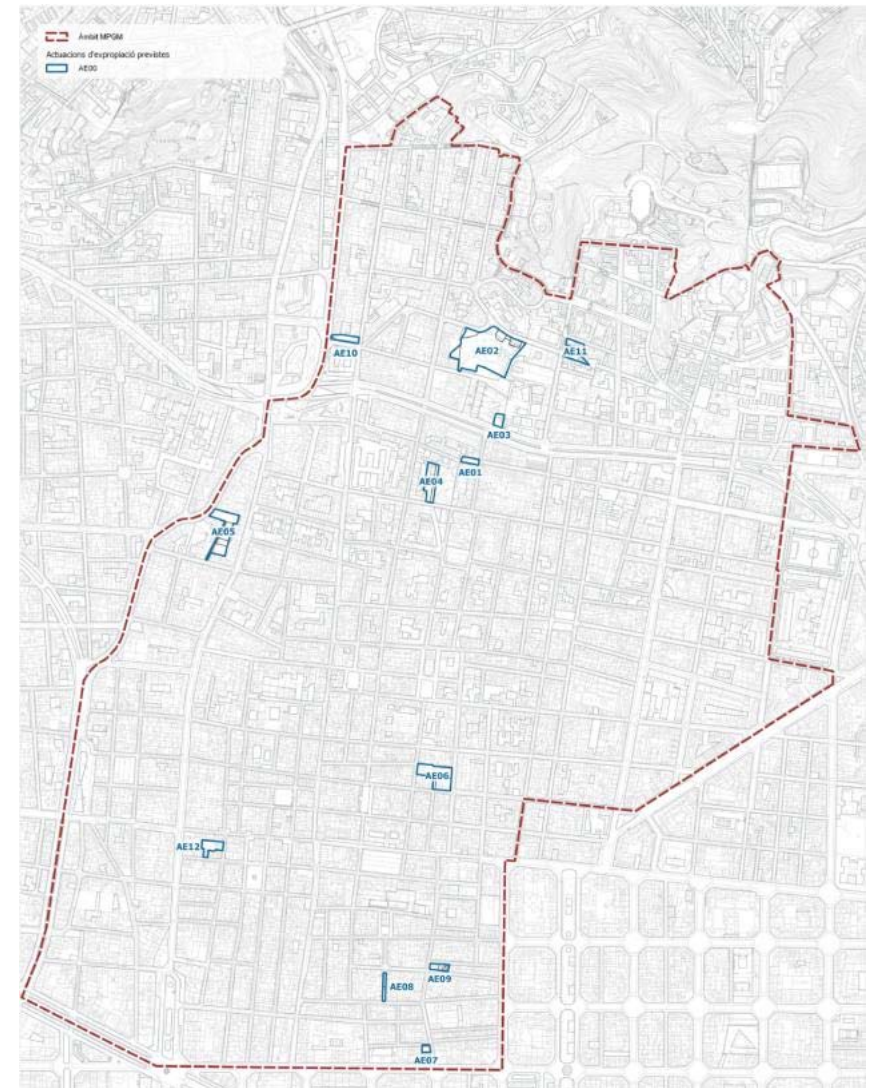 Àmbit MPGM
Actuacions d'expropiació previstes
AE00
AE10
AE02
AE11
AE03
AE01
AE04
AE05
AE06
AE12
AE09
AE08
AE07